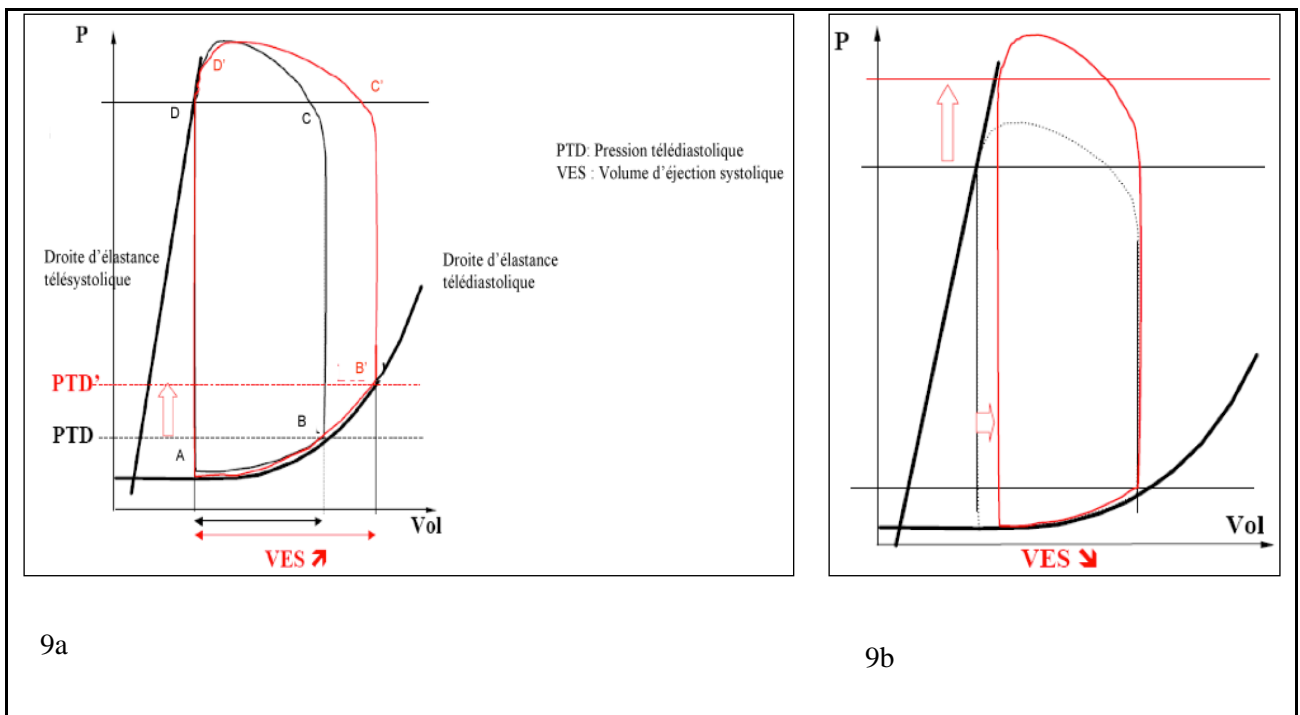 P
D'
C'
D
C
PTD: Pression télédiastolique
VES : Volume d'éjection systolique
Droite d'élastance
télésystolique
Droite d'élastance
télédiastolique
PTD'
B'
B
PTD
A
Vol
VES ↗
9a
P
Vol
VES ↘
9b